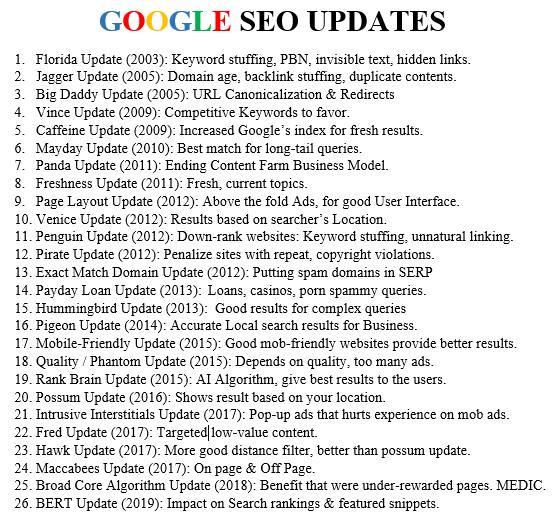 GOOGLE SEO UPDATES
1. Florida Update (2003): Keyword stuffing, PBN, invisible text, hidden links.
2. Jagger Update (2005): Domain age, backlink stuffing, duplicate contents.
3. Big Daddy Update (2005): URL Canonicalization & Redirects
4. Vince Update (2009): Competitive Keywords to favor.
5. Caffeine Update (2009): Increased Google's index for fresh results.
6. Mayday Update (2010): Best match for long-tail queries.
7. Panda Update (2011): Ending Content Farm Business Model.
8. Freshness Update (2011): Fresh, current topics.
9. Page Layout Update (2012): Above the fold Ads, for good User Interface.
10. Venice Update (2012): Results based on searcher's Location.
11. Penguin Update (2012): Down-rank websites: Keyword stuffing, unnatural linking.
12. Pirate Update (2012): Penalize sites with repeat, copyright violations.
13. Exact Match Domain Update (2012): Putting spam domains in SERP
14. Payday Loan Update (2013):  Loans, casinos, porn spammy queries.
15. Hummingbird Update (2013):  Good results for complex queries
16. Pigeon Update (2014): Accurate Local search results for Business.
17. Mobile-Friendly Update (2015): Good mob-friendly websites provide better results.
18. Quality / Phantom Update (2015): Depends on quality, too many ads.
19. Rank Brain Update (2015): AI Algorithm, give best results to the users.
20. Possum Update (2016): Shows result based on your location.
21. Intrusive Interstitials Update (2017): Pop-up ads that hurts experience on mob ads.
22. Fred Update (2017): Targeted low-value content.
23. Hawk Update (2017): More good distance filter, better than possum update.
24. Maccabees Update (2017): On page & Off Page.
25. Broad Core Algorithm Update (2018): Benefit that were under-rewarded pages. MEDIC.
26. BERT Update (2019): Impact on Search rankings & featured snippets.